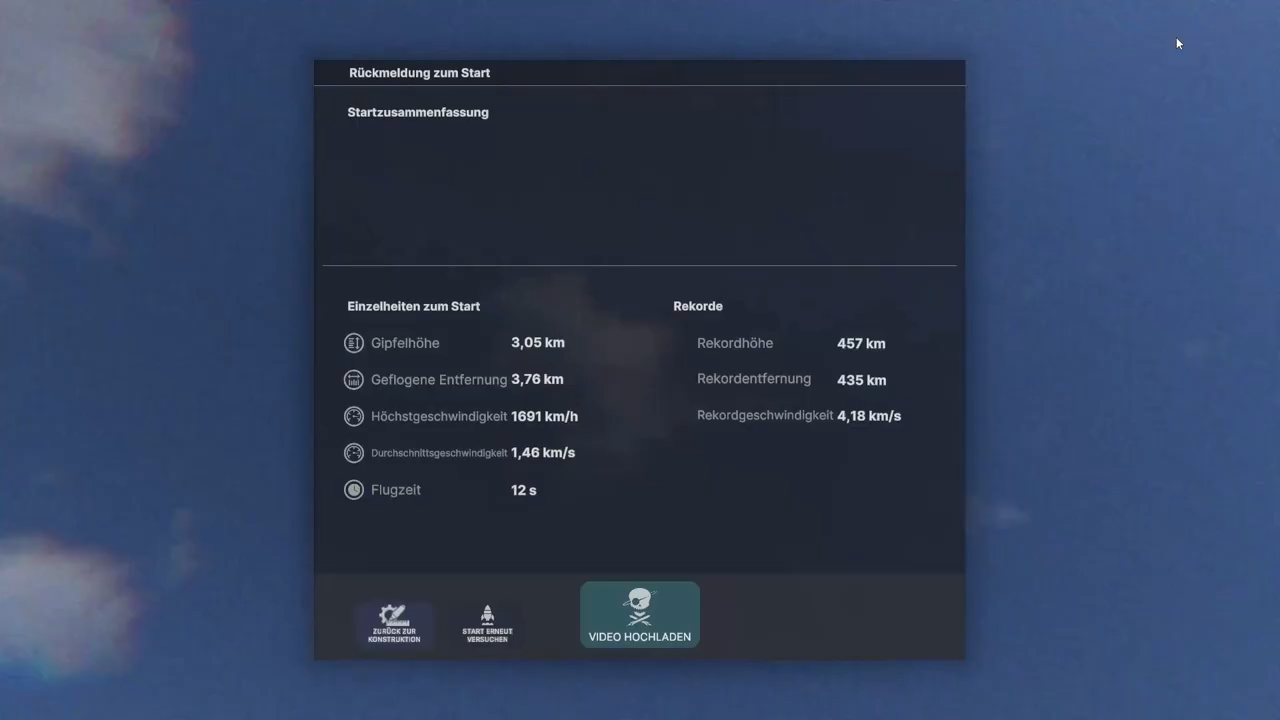 Rückmeldung zum Start
Startzusammenfassung
Einzelheiten zum Start
Gipfelhöhe 3,05 km
Geflogene Entfernung 3,76 km
Höchstgeschwindigkeit 1691 km/h
Durchschnittsgeschwindigkeit 1,46 km/s
Flugzeit 12 s
Rekorde
Rekordhöhe 457 km
Rekordentfernung 435 km
Rekordgeschwindigkeit 4,18 km/s
ZURÜCK ZUR
KONSTRUKTION
START ERNEUT
VERSUCHEN
VIDEO HOCHLADEN